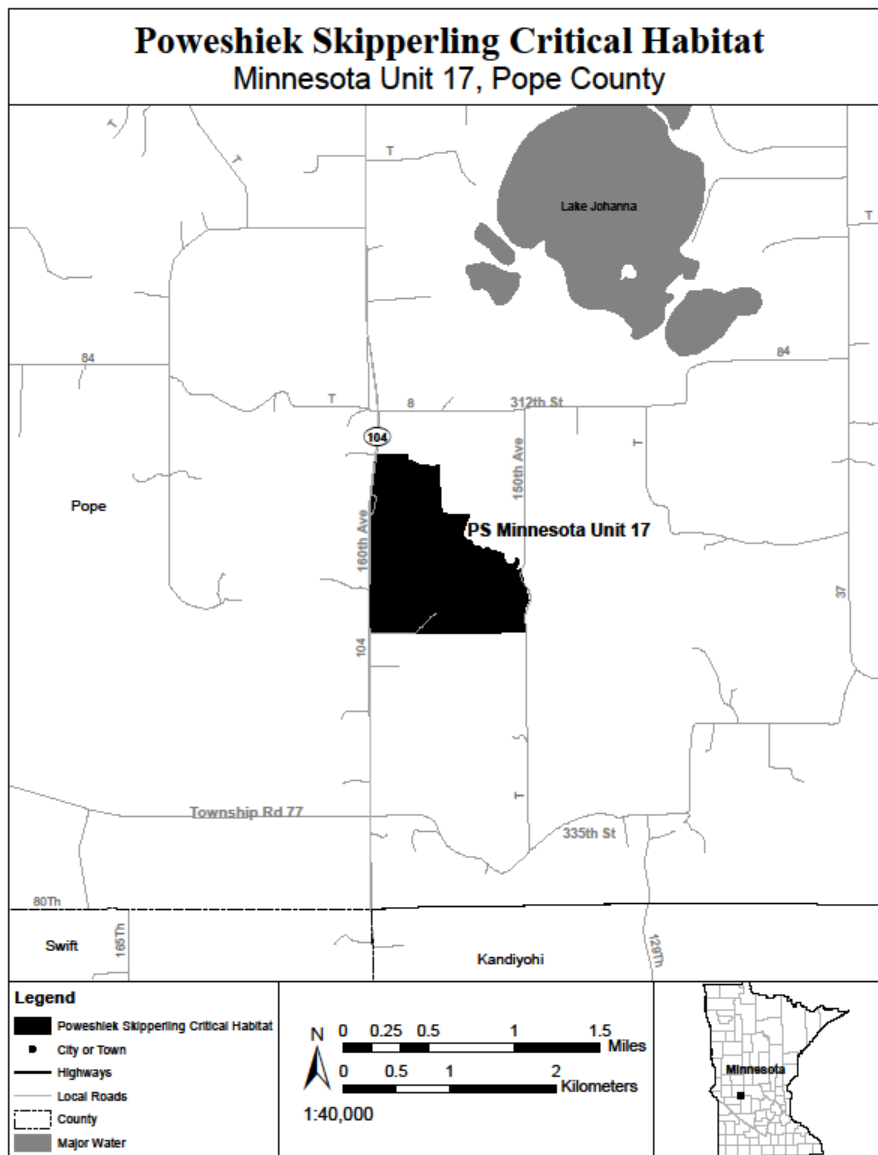 Poweshiek Skipperling Critical Habitat
Minnesota Unit 17, Pope County
T
T
T
Lake Johanna
T
84
84
T
8
312th St
104
T
150th Ave
Pope
160th Ave
PS Minnesota Unit 17
37
104
T
Township Rd 77
335th St
80Th
165Th
Swift
129Th
Kandiyohi
Legend
Poweshiek Skipperling Critical Habitat
City or Town
Highways
Local Roads
County
Major Water
N
0 0.25 0.5 1 1.5
Miles
0 0.5 1 2
Kilometers
1:40,000
Minnesota